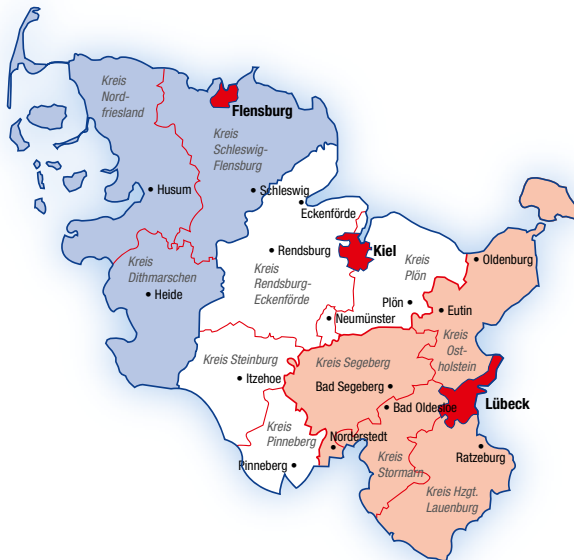 Kreis
Nord-
friesland
Flensburg
Kreis
Schleswig-
Flensburg
Husum
Schleswig
Eckenförde
Kiel
Rendsburg
Kreis
Plön
Oldenburg
Kreis
Dithmarschen
Heide
Kreis
Rendsburg-
Eckenförde
Plön
Eutin
Neumünster
Kreis
Ost-
holstein
Kreis Steinburg
Kreis Segeberg
Itzehoe
Bad Segeberg
Bad Oldesloe
Lübeck
Kreis
Pinneberg
Norderstedt
Pinneberg
Ratzeburg
Kreis
Stormarn
Kreis Hzgt.
Lauenburg